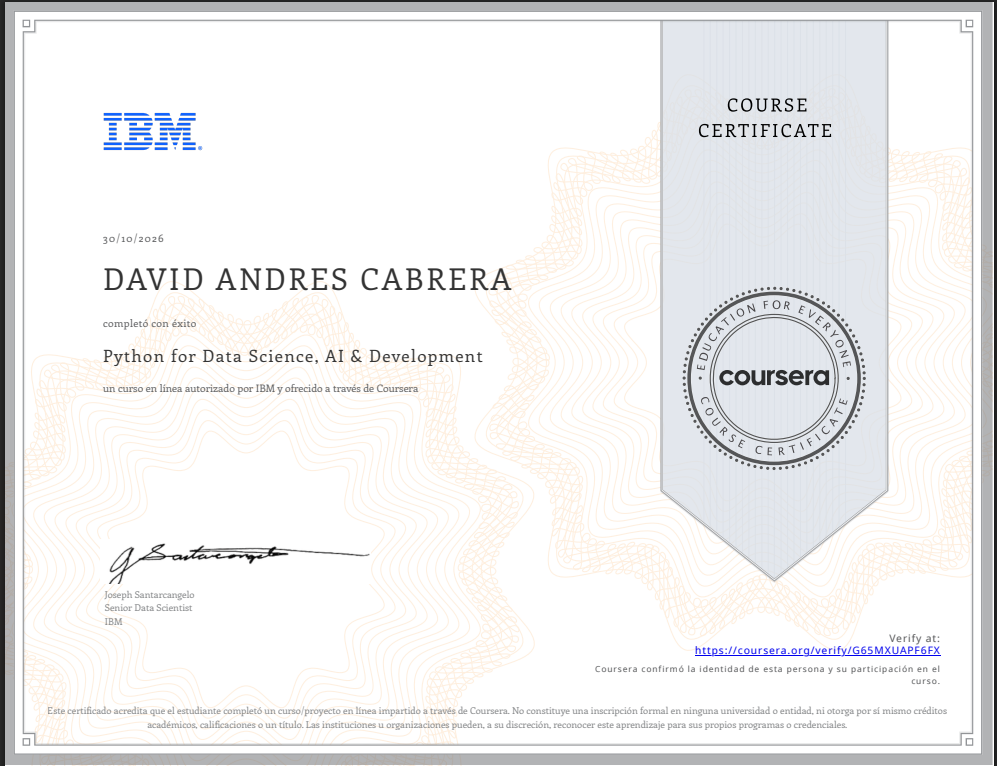 IBM
COURSE
CERTIFICATE
30/10/2026
DAVID ANDRES CABRERA
completó con éxito
Python for Data Science, AI & Development
un curso en línea autorizado por IBM y ofrecido a través de Coursera
EDUCATION FOR EVERYONE
coursera
COURSE CERTIFICATE
J Santarcangelo
Joseph Santarcangelo
Senior Data Scientist
IBM
Verify at:
https://coursera.org/verify/G65MXUAPF6FX
Coursera confirmó la identidad de esta persona y su participación en el
curso.
Este certificado acredita que el estudiante completó un curso/proyecto en línea impartido a través de Coursera. No constituye una inscripción formal en ninguna universidad o entidad, ni otorga por sí mismo créditos
académicos, calificaciones o un título. Las instituciones u organizaciones pueden, a su discreción, reconocer este aprendizaje para sus propios programas o credenciales.